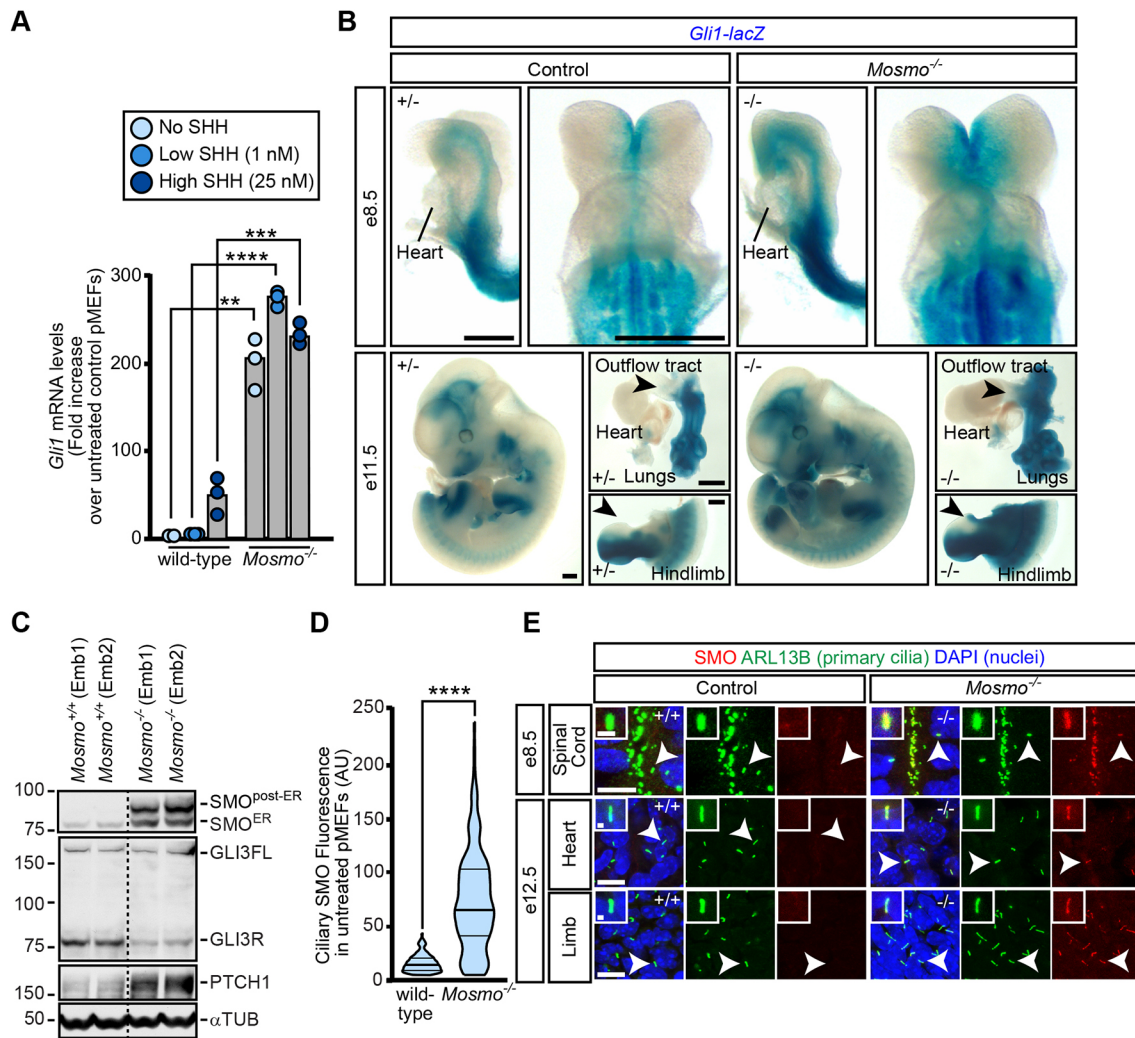 A
No SHH
Low SHH (1 nM)
High SHH (25 nM)
Gli1 mRNA levels
(Fold increase
over untreated control pMEFs)
300
200
100
0
**
****
***
wild-type
Mosmo-/-
B
Gli1-lacZ
Control
Mosmo-/-
e8.5
+/-
Heart
-/-
Heart
e11.5
+/-
Outflow tract
Heart
+/-
Lungs
+/-
Hindlimb
-/-
Outflow tract
Heart
-/-
Lungs
-/-
Hindlimb
C
Mosmo+/+ (Emb1)
Mosmo+/+ (Emb2)
Mosmo-/- (Emb1)
Mosmo-/- (Emb2)
100
75
SMOpost-ER
SMOER
150
100
75
GLI3FL
GLI3R
150
PTCH1
50
αTUB
D
Ciliary SMO Fluorescence
in untreated pMEFs (AU)
250
200
150
100
50
0
****
wild-
type
Mosmo-/-
E
SMO ARL13B (primary cilia) DAPI (nuclei)
Control
Mosmo-/-
e8.5
Spinal
Cord
+/+
-/-
e12.5
Heart
+/+
-/-
Limb
+/+
-/-